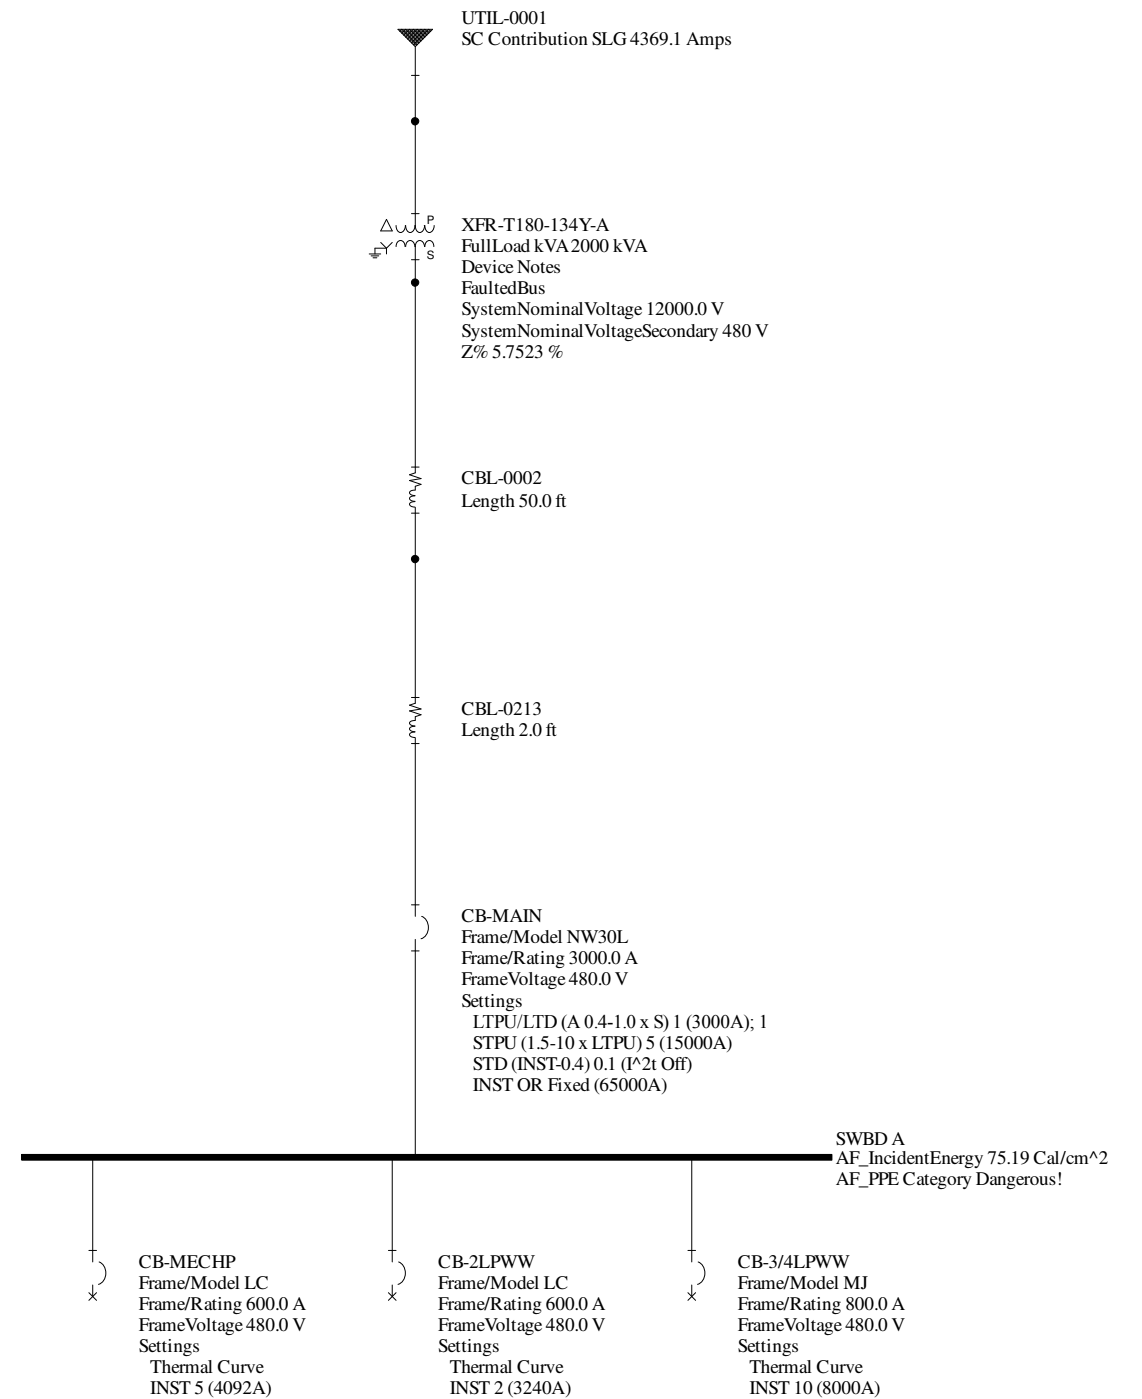 UTIL-0001
SC Contribution SLG 4369.1 Amps
P
S
XFR-T180-134Y-A
FullLoad kVA 2000 kVA
Device Notes
FaultedBus
SystemNominalVoltage 12000.0 V
SystemNominalVoltageSecondary 480 V
Z% 5.7523 %
CBL-0002
Length 50.0 ft
CBL-0213
Length 2.0 ft
CB-MAIN
Frame/Model NW30L
Frame/Rating 3000.0 A
FrameVoltage 480.0 V
Settings
LTPU/LTD (A 0.4-1.0 x S) 1 (3000A); 1
STPU (1.5-10 x LTPU) 5 (15000A)
STD (INST-0.4) 0.1 (I^2t Off)
INST OR Fixed (65000A)
SWBD A
AF_IncidentEnergy 75.19 Cal/cm^2
AF_PPE Category Dangerous!
CB-MECHP
Frame/Model LC
Frame/Rating 600.0 A
FrameVoltage 480.0 V
Settings
Thermal Curve
INST 5 (4092A)
CB-2LPWW
Frame/Model LC
Frame/Rating 600.0 A
FrameVoltage 480.0 V
Settings
Thermal Curve
INST 2 (3240A)
CB-3/4LPWW
Frame/Model MJ
Frame/Rating 800.0 A
FrameVoltage 480.0 V
Settings
Thermal Curve
INST 10 (8000A)